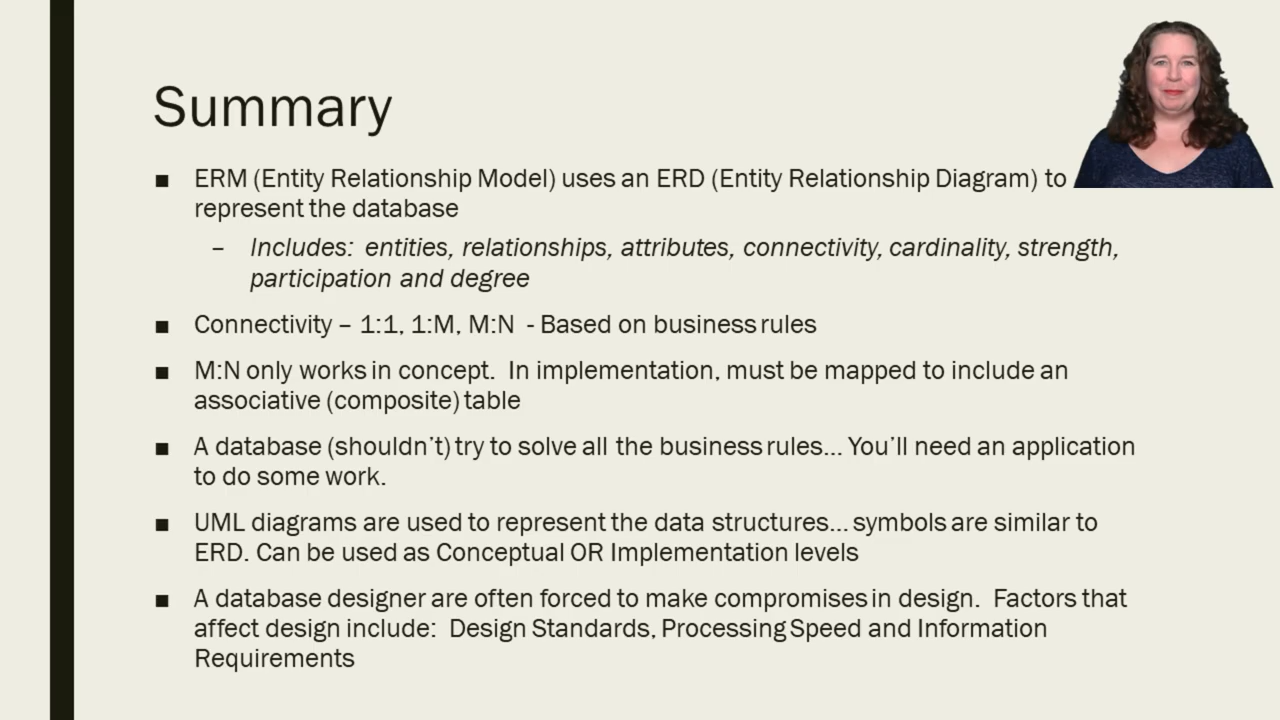 Summary
■ ERM (Entity Relationship Model) uses an ERD (Entity Relationship Diagram) to
represent the database
– Includes: entities, relationships, attributes, connectivity, cardinality, strength,
participation and degree
■ Connectivity – 1:1, 1:M, M:N - Based on business rules
■ M:N only works in concept. In implementation, must be mapped to include an
associative (composite) table
■ A database (shouldn’t) try to solve all the business rules… You’ll need an application
to do some work.
■ UML diagrams are used to represent the data structures… symbols are similar to
ERD. Can be used as Conceptual OR Implementation levels
■ A database designer are often forced to make compromises in design. Factors that
affect design include: Design Standards, Processing Speed and Information
Requirements